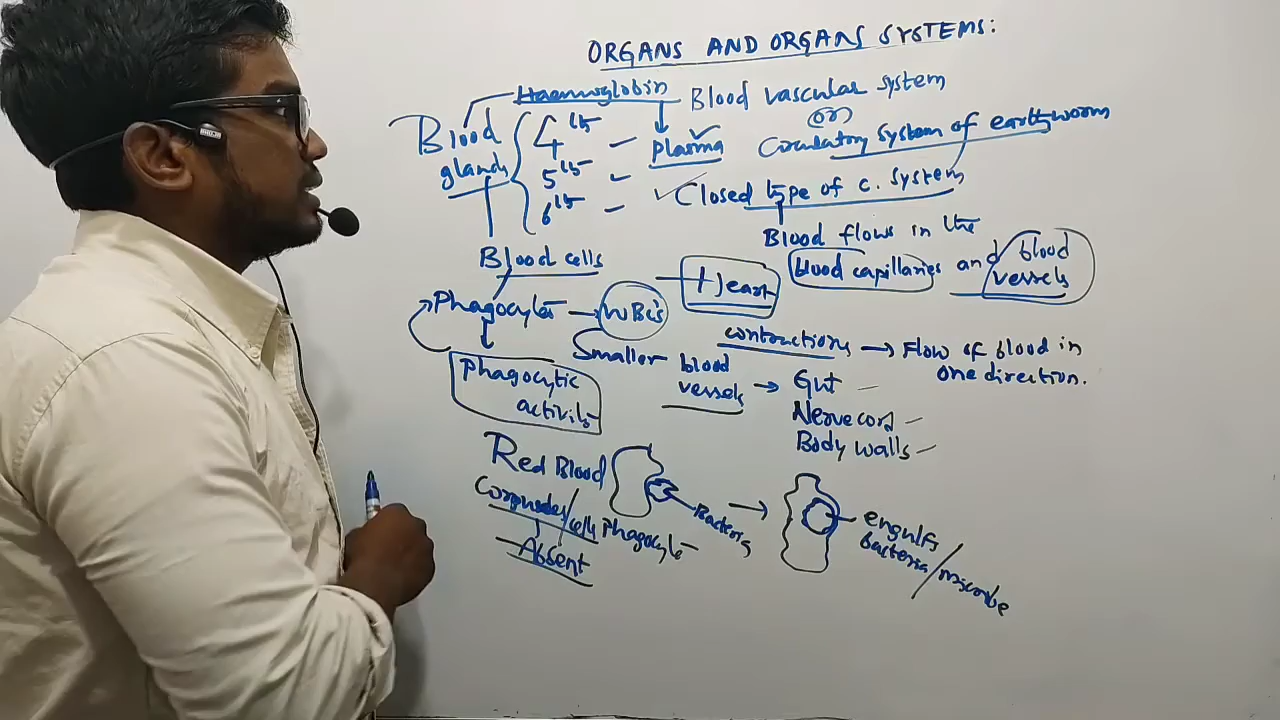 ORGANS AND ORGANS SYSTEMS:
Haemoglobin
Blood vascular system
(or)
Circulatory system of earthworm
Blood
glands
4th - plasma
5th -
6th -
Closed type of c. system
Blood flows in the
blood capillaries and blood
vessels
Blood cells
Heart
Phagocytes - WBC's
contractions → Flow of blood in
one direction.
Smaller blood
vessels → Gut -
Nerve cord -
Body walls -
Phagocytic
activity
Red Blood
Corpuscles/cells
Absent
Phagocyte
Bacteria
engulfs
bacteria/microbe